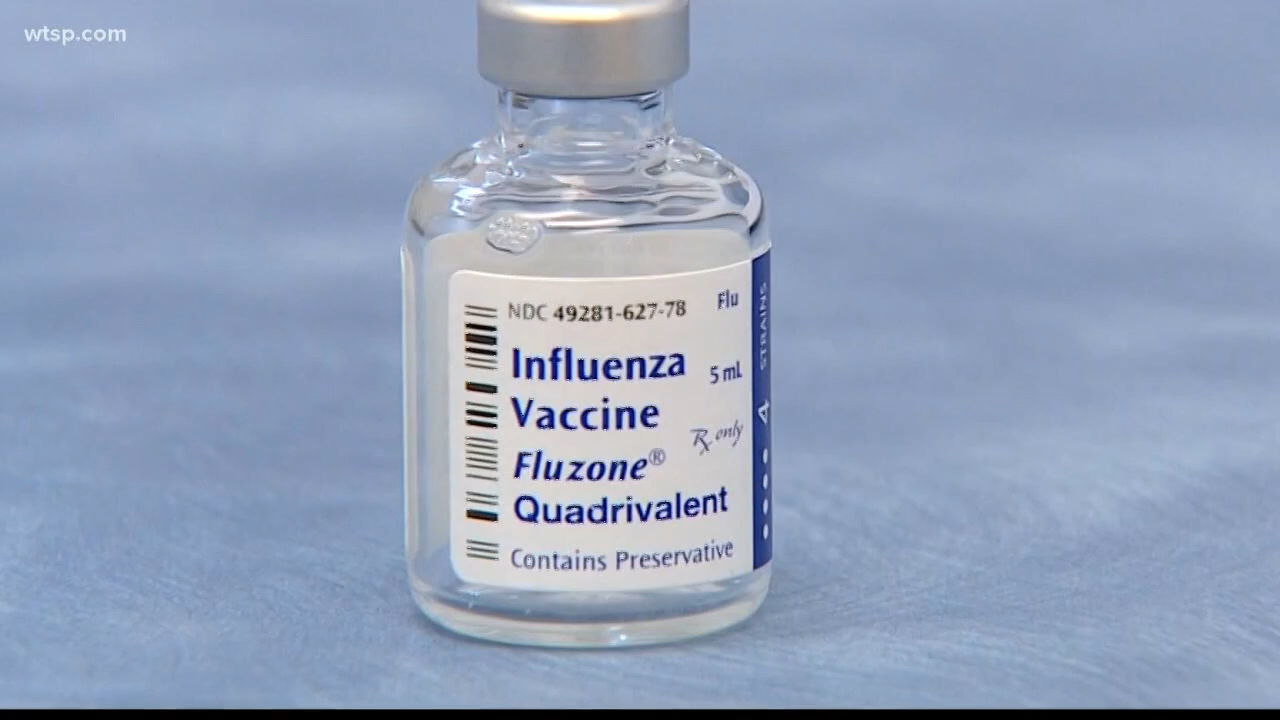 wtsp.com
NDC 49281-627-78
Flu
Influenza
5 mL
Vaccine
Rx only
Fluzone®
Quadrivalent
Contains Preservative
4 STRAINS